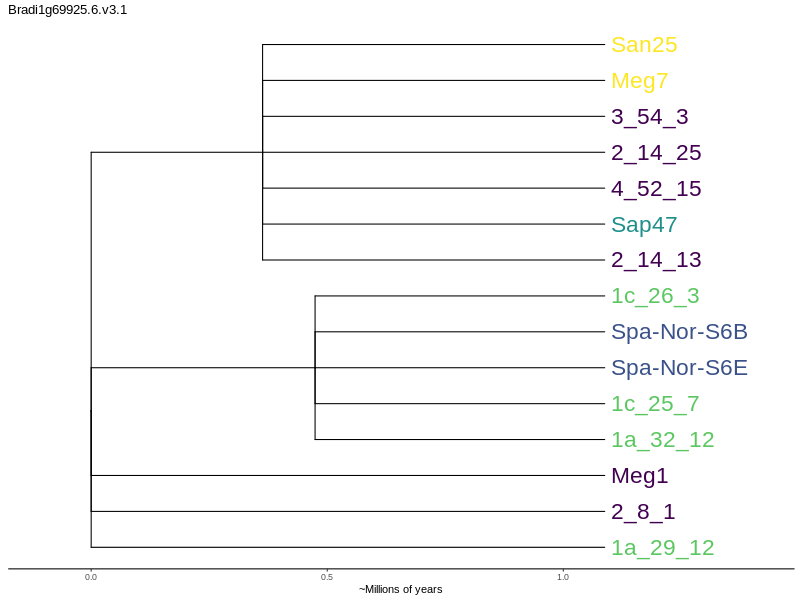 Bradi1g69925.6.v3.1
San25
Meg7
3_54_3
2_14_25
4_52_15
Sap47
2_14_13
1c_26_3
Spa-Nor-S6B
Spa-Nor-S6E
1c_25_7
1a_32_12
Meg1
2_8_1
1a_29_12
0.0 0.5 1.0
~Millions of years